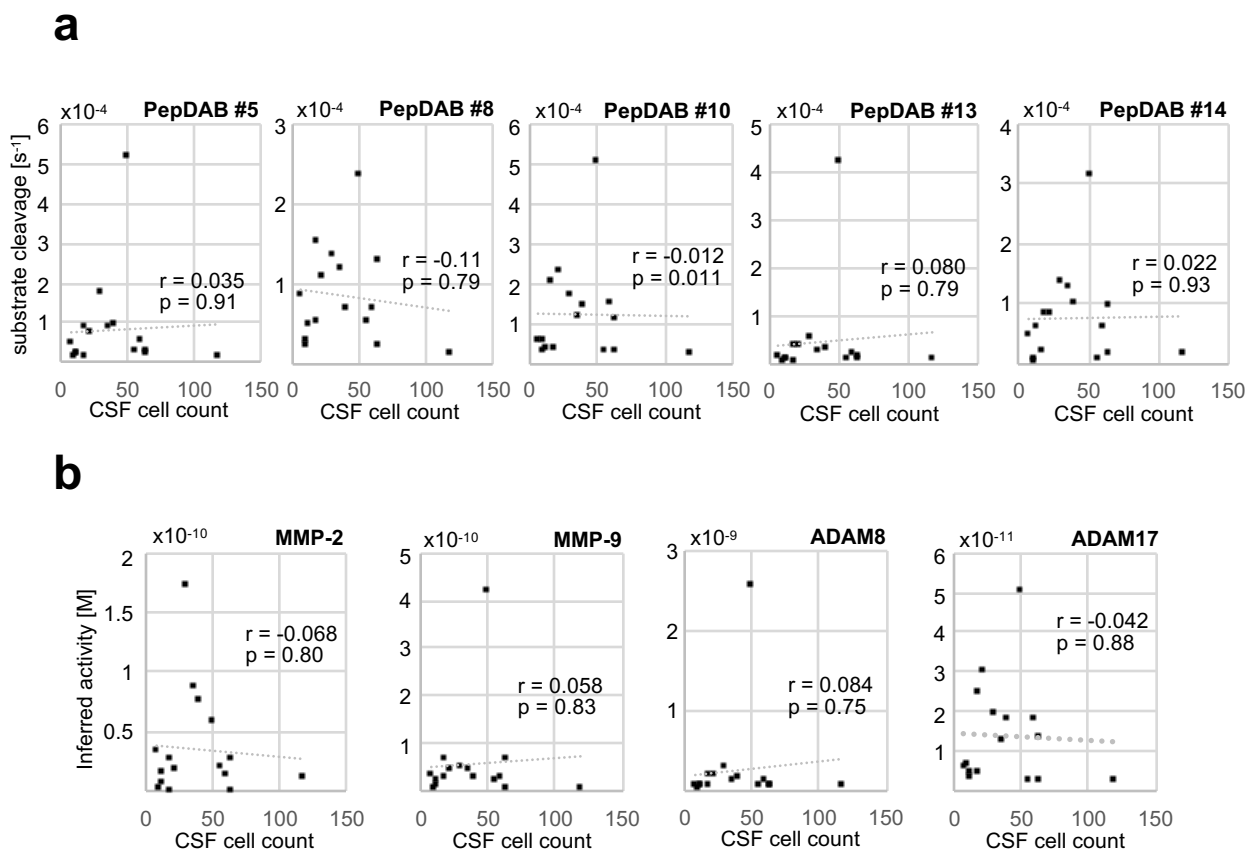 a
x10-4 PepDAB #5
x10-4 PepDAB #8
x10-4 PepDAB #10
x10-4 PepDAB #13
x10-4 PepDAB #14
substrate cleavage [s-1]
6
5
4
3
2
1
0 50 100 150
CSF cell count
r = 0.035
p = 0.91
3
2
1
0 50 100 150
CSF cell count
r = -0.11
p = 0.79
6
5
4
3
2
1
0 50 100 150
CSF cell count
r = -0.012
p = 0.011
5
4
3
2
1
0 50 100 150
CSF cell count
r = 0.080
p = 0.79
4
3
2
1
0 50 100 150
CSF cell count
r = 0.022
p = 0.93
b
x10-10 MMP-2
x10-10 MMP-9
x10-9 ADAM8
x10-11 ADAM17
Inferred activity [M]
2
1.5
1
0.5
0 50 100 150
CSF cell count
r = -0.068
p = 0.80
5
4
3
2
1
0 50 100 150
CSF cell count
r = 0.058
p = 0.83
3
2
1
0 50 100 150
CSF cell count
r = 0.084
p = 0.75
6
5
4
3
2
1
0 50 100 150
CSF cell count
r = -0.042
p = 0.88